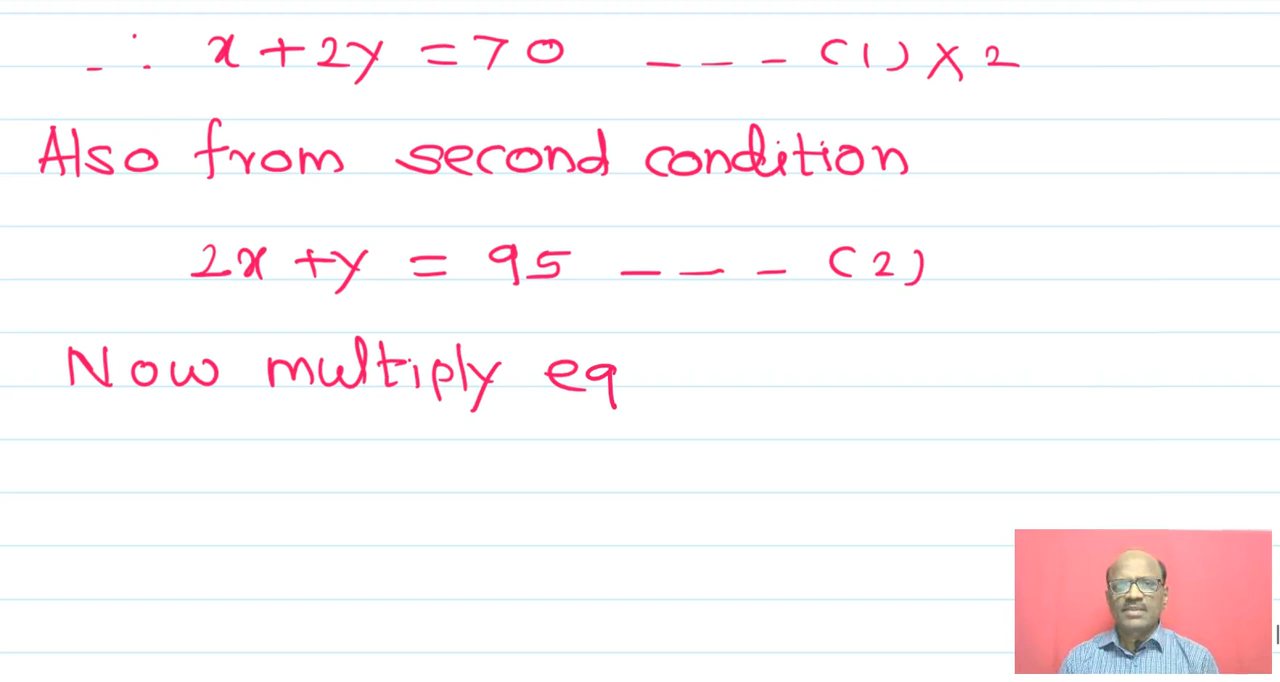 ∴ x + 2y = 70 - - - (1) × 2
Also from second condition
2x + y = 95 - - - (2)
Now multiply eq